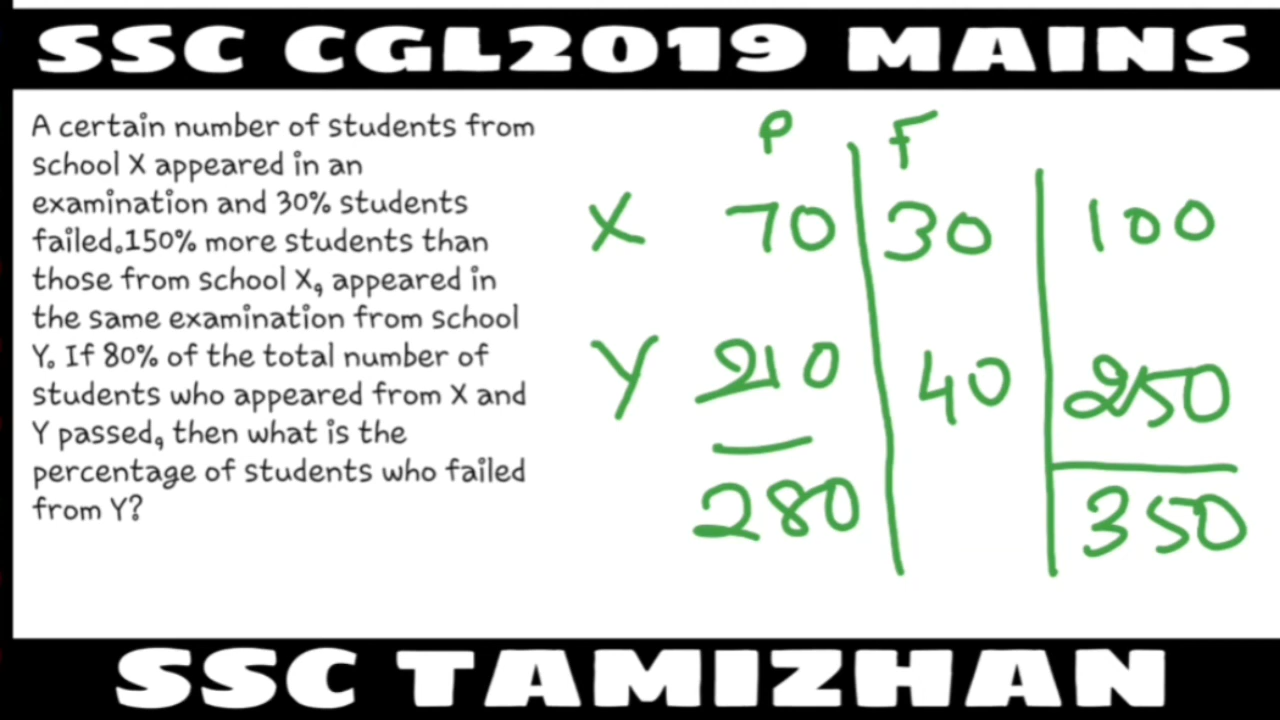 SSC CGL2019 MAINS
A certain number of students from
school X appeared in an
examination and 30% students
failed.150% more students than
those from school X, appeared in
the same examination from school
Y. If 80% of the total number of
students who appeared from X and
Y passed, then what is the
percentage of students who failed
from Y?
P F
X 70 30 100
Y 210 40 250
280 350
SSC TAMIZHAN